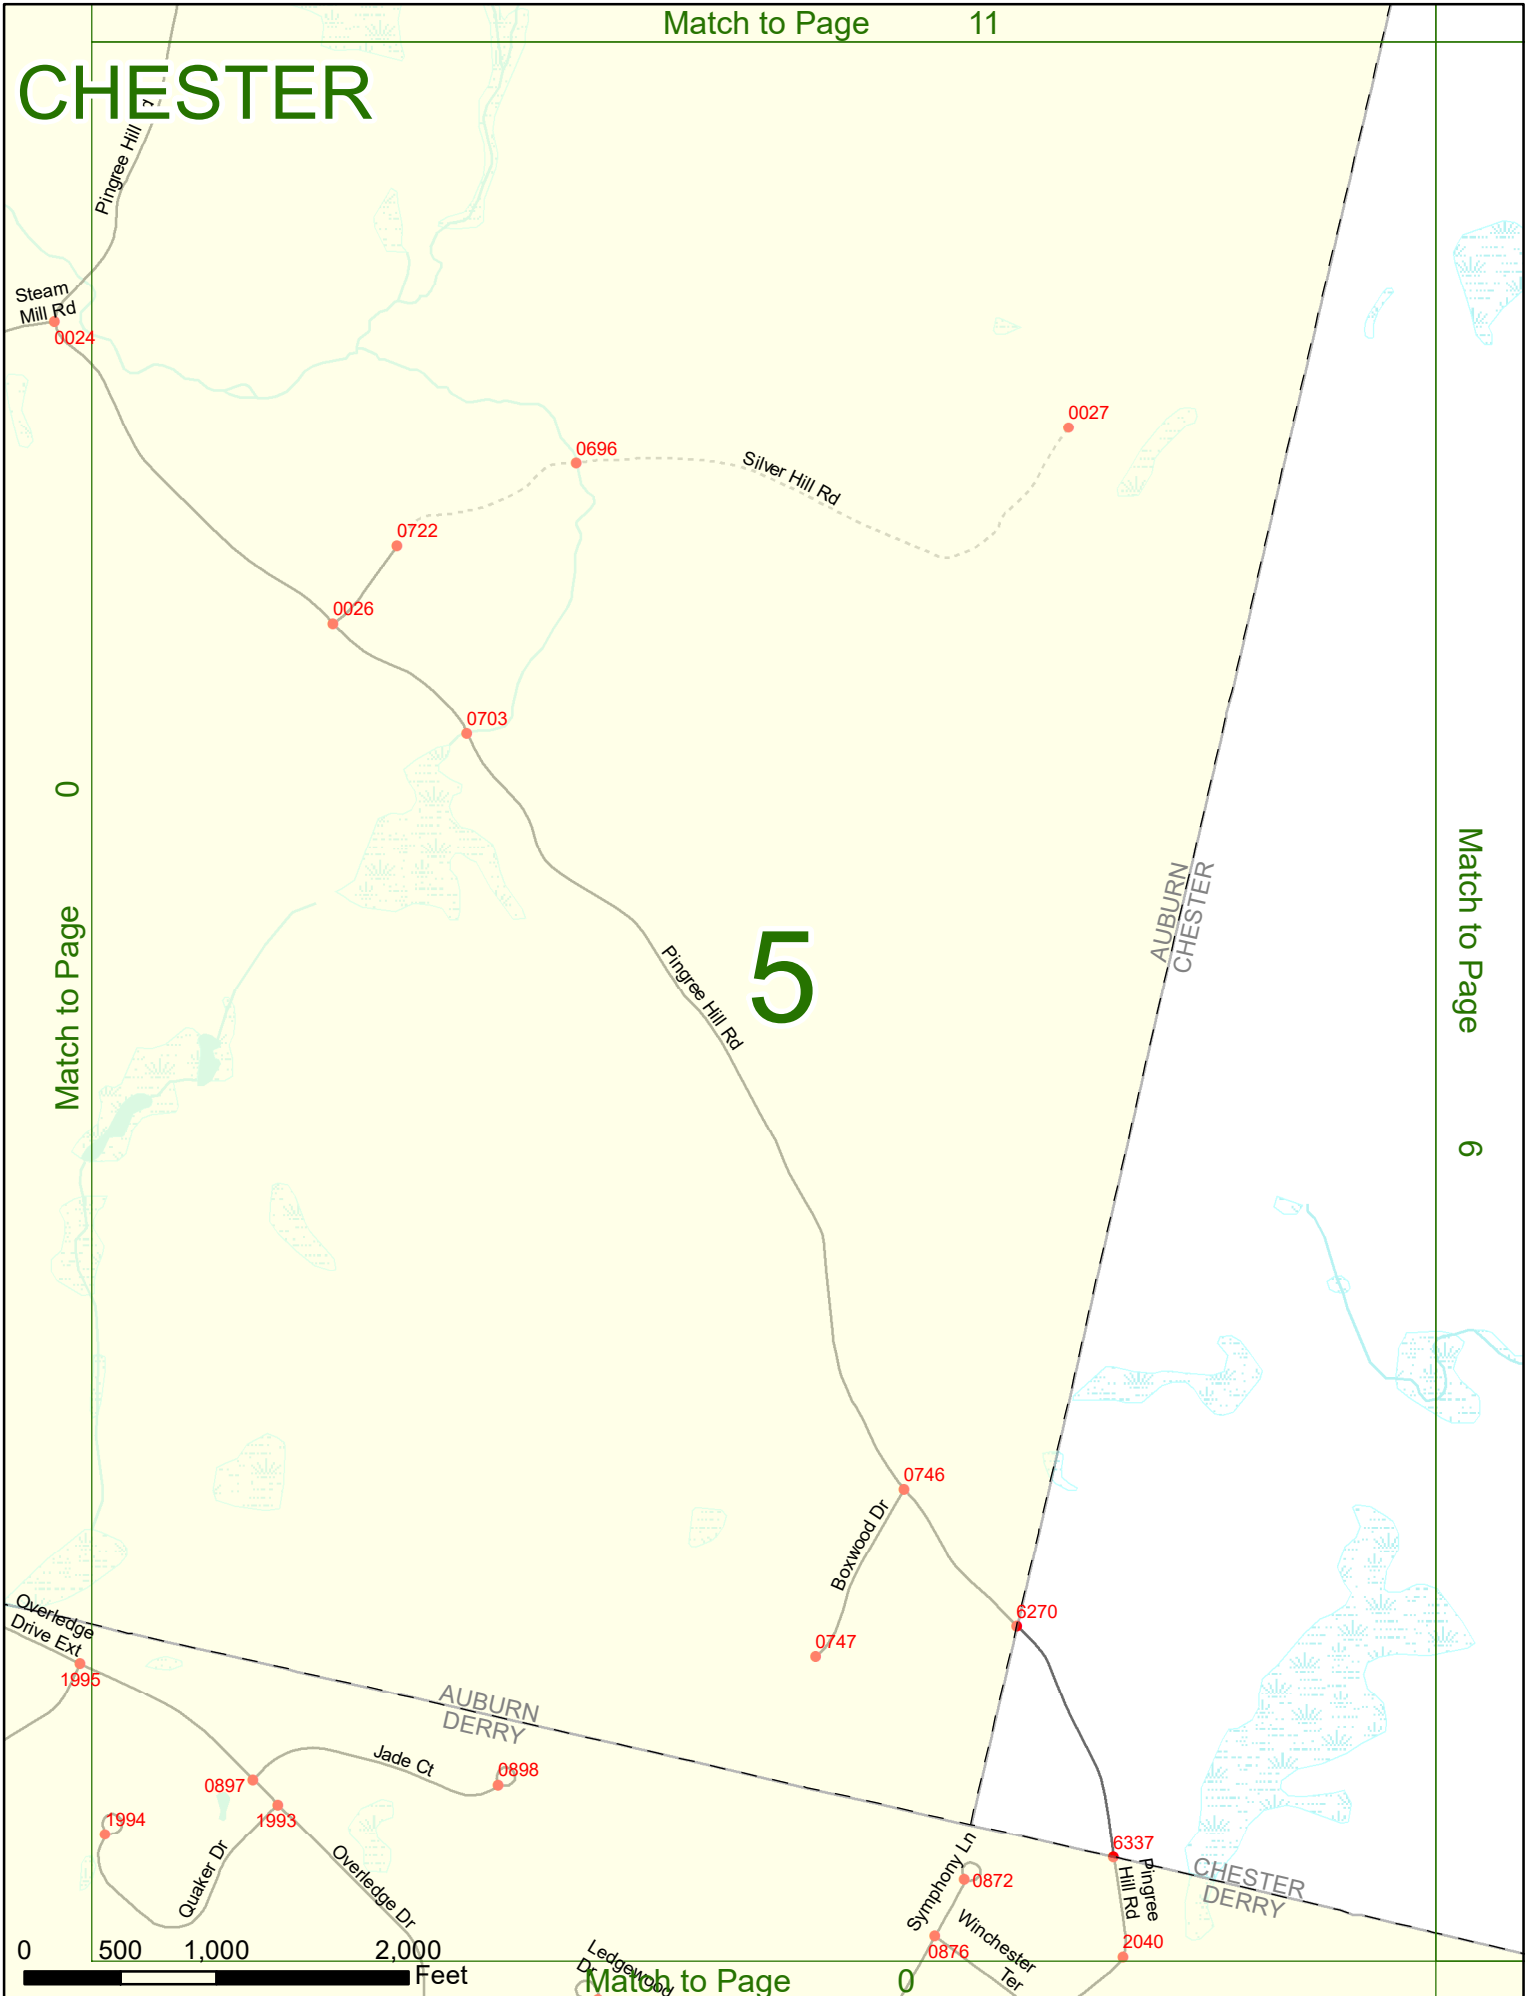 Match to Page 11
CHESTER
Pingree Hill
Steam
Mill Rd
0024
0027
0696
Silver Hill Rd
0722
0026
0703
Match to Page 0
5
Pingree Hill Rd
AUBURN
CHESTER
Match to Page 6
0746
Boxwood Dr
6270
0747
Overledge
Drive Ext
1995
AUBURN
DERRY
Jade Ct
0898
0897
1993
1994
Quaker Dr
Overledge Dr
Symphony Ln
0872
6337
Pingree
Hill Rd
CHESTER
DERRY
0876
Winchester
Ter
2040
0 500 1,000 2,000
Feet
Ledgewood
Dr
Match to Page 0